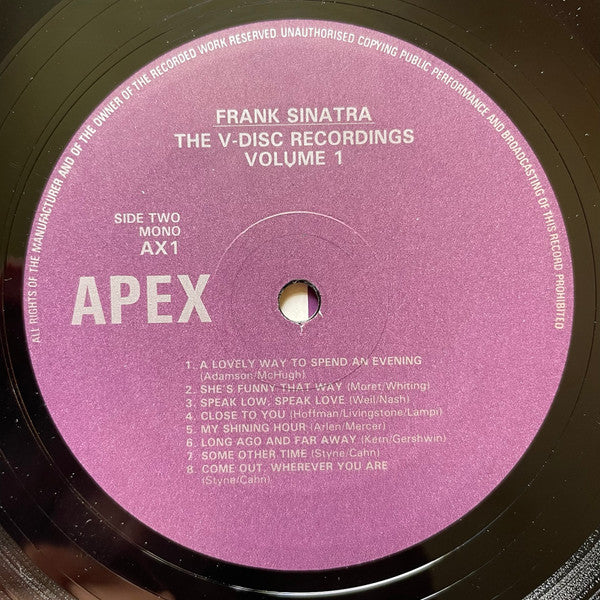 ALL RIGHTS OF THE MANUFACTURER AND OF THE OWNER OF THE RECORDED WORK RESERVED. UNAUTHORISED COPYING PUBLIC PERFORMANCE AND BROADCASTING OF THIS RECORD PROHIBITED
FRANK SINATRA
THE V-DISC RECORDINGS
VOLUME 1
SIDE TWO
MONO
AX1
APEX
1. A LOVELY WAY TO SPEND AN EVENING
(Adamson/McHugh)
2. SHE'S FUNNY THAT WAY (Moret/Whiting)
3. SPEAK LOW, SPEAK LOVE (Weil/Nash)
4. CLOSE TO YOU (Hoffman/Livingstone/Lampi)
5. MY SHINING HOUR (Arlen/Mercer)
6. LONG AGO AND FAR AWAY (Kern/Gershwin)
7. SOME OTHER TIME (Styne/Cahn)
8. COME OUT, WHEREVER YOU ARE
(Styne/Cahn)